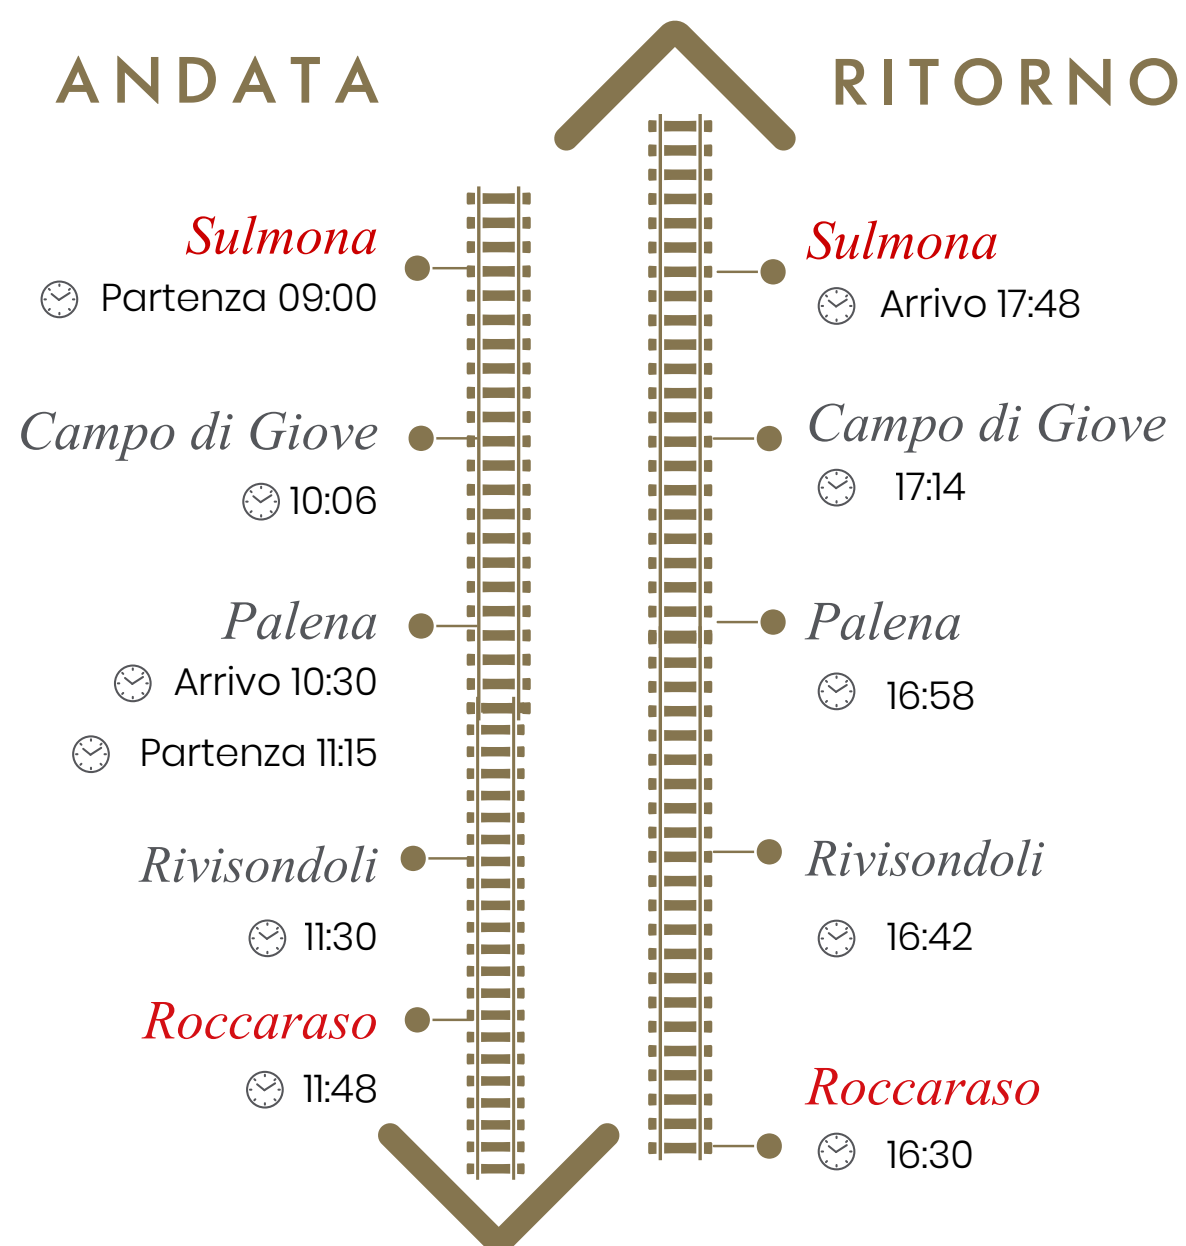 ANDATA
Sulmona
Partenza 09:00
Campo di Giove
10:06
Palena
Arrivo 10:30
Partenza 11:15
Rivisondoli
11:30
Roccaraso
11:48
RITORNO
Sulmona
Arrivo 17:48
Campo di Giove
17:14
Palena
16:58
Rivisondoli
16:42
Roccaraso
16:30